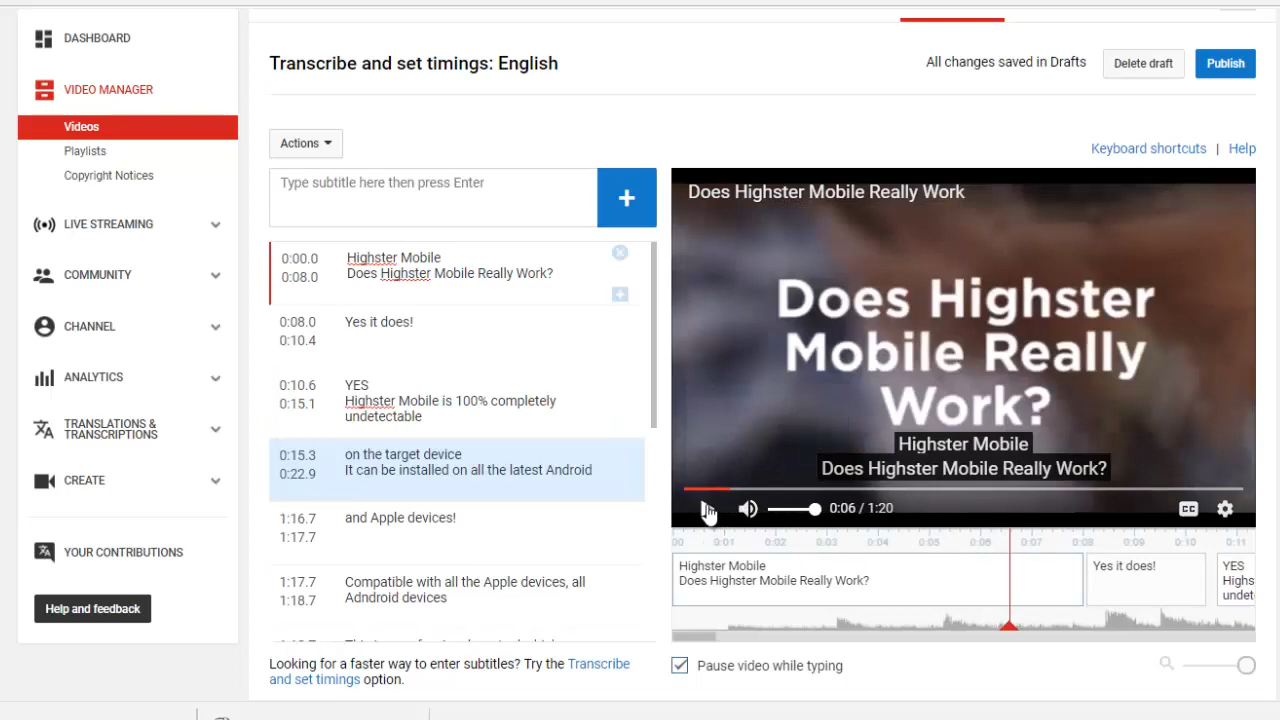 DASHBOARD
VIDEO MANAGER
Videos
Playlists
Copyright Notices
LIVE STREAMING
COMMUNITY
CHANNEL
ANALYTICS
TRANSLATIONS &
TRANSCRIPTIONS
CREATE
YOUR CONTRIBUTIONS
Help and feedback
Transcribe and set timings: English
All changes saved in Drafts
Delete draft
Publish
Actions
Keyboard shortcuts | Help
Type subtitle here then press Enter
+
0:00.0 Highster Mobile
0:08.0 Does Highster Mobile Really Work?
0:08.0 Yes it does!
0:10.4
0:10.6 YES
0:15.1 Highster Mobile is 100% completely
undetectable
0:15.3 on the target device
0:22.9 It can be installed on all the latest Android
1:16.7 and Apple devices!
1:17.7
1:17.7 Compatible with all the Apple devices, all
1:18.7 Adndroid devices
Looking for a faster way to enter subtitles? Try the Transcribe
and set timings option.
Does Highster Mobile Really Work
Does Highster
Mobile Really
Work?
Highster Mobile
Does Highster Mobile Really Work?
0:06 / 1:20
CC
00 0:01 0:02 0:03 0:04 0:05 0:06 0:07 0:08 0:09 0:10 0:11
Highster Mobile
Does Highster Mobile Really Work?
Yes it does!
YES
Highs
undet
Pause video while typing